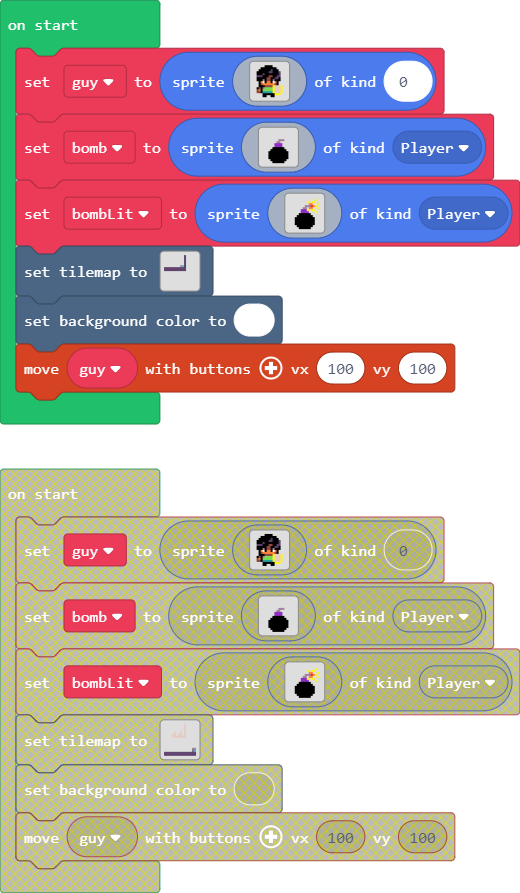 on start
set guy to sprite of kind 0
set bomb to sprite of kind Player
set bombLit to sprite of kind Player
set tilemap to
set background color to
move guy with buttons vx 100 vy 100
on start
set guy to sprite of kind 0
set bomb to sprite of kind Player
set bombLit to sprite of kind Player
set tilemap to
set background color to
move guy with buttons vx 100 vy 100